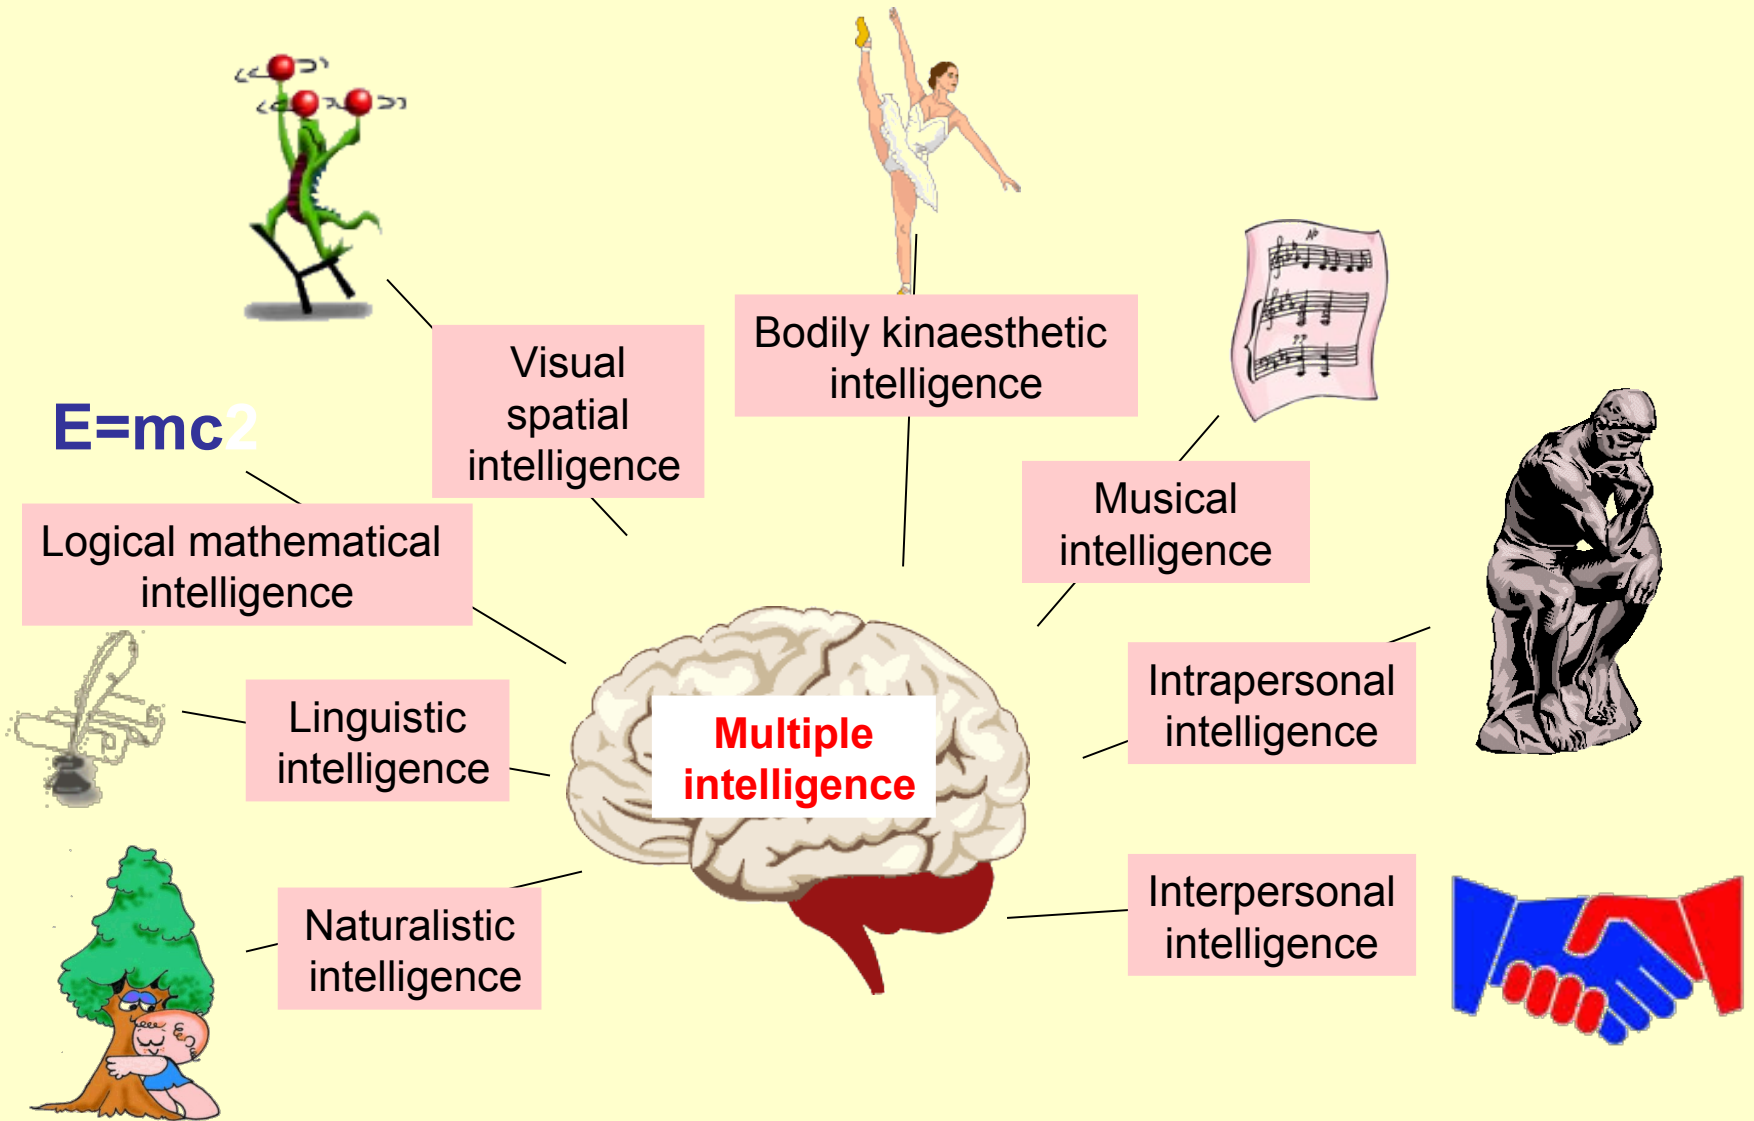 Bodily kinaesthetic
intelligence
Visual
spatial
intelligence
E=mc2
Musical
intelligence
Logical mathematical
intelligence
Intrapersonal
intelligence
Linguistic
intelligence
Multiple
intelligence
Interpersonal
intelligence
Naturalistic
intelligence